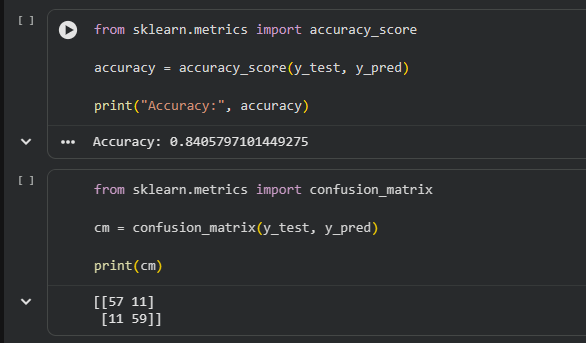 [ ]
from sklearn.metrics import accuracy_score
accuracy = accuracy_score(y_test, y_pred)
print("Accuracy:", accuracy)
••• Accuracy: 0.8405797101449275
[ ]
from sklearn.metrics import confusion_matrix
cm = confusion_matrix(y_test, y_pred)
print(cm)
[[57 11]
 [11 59]]